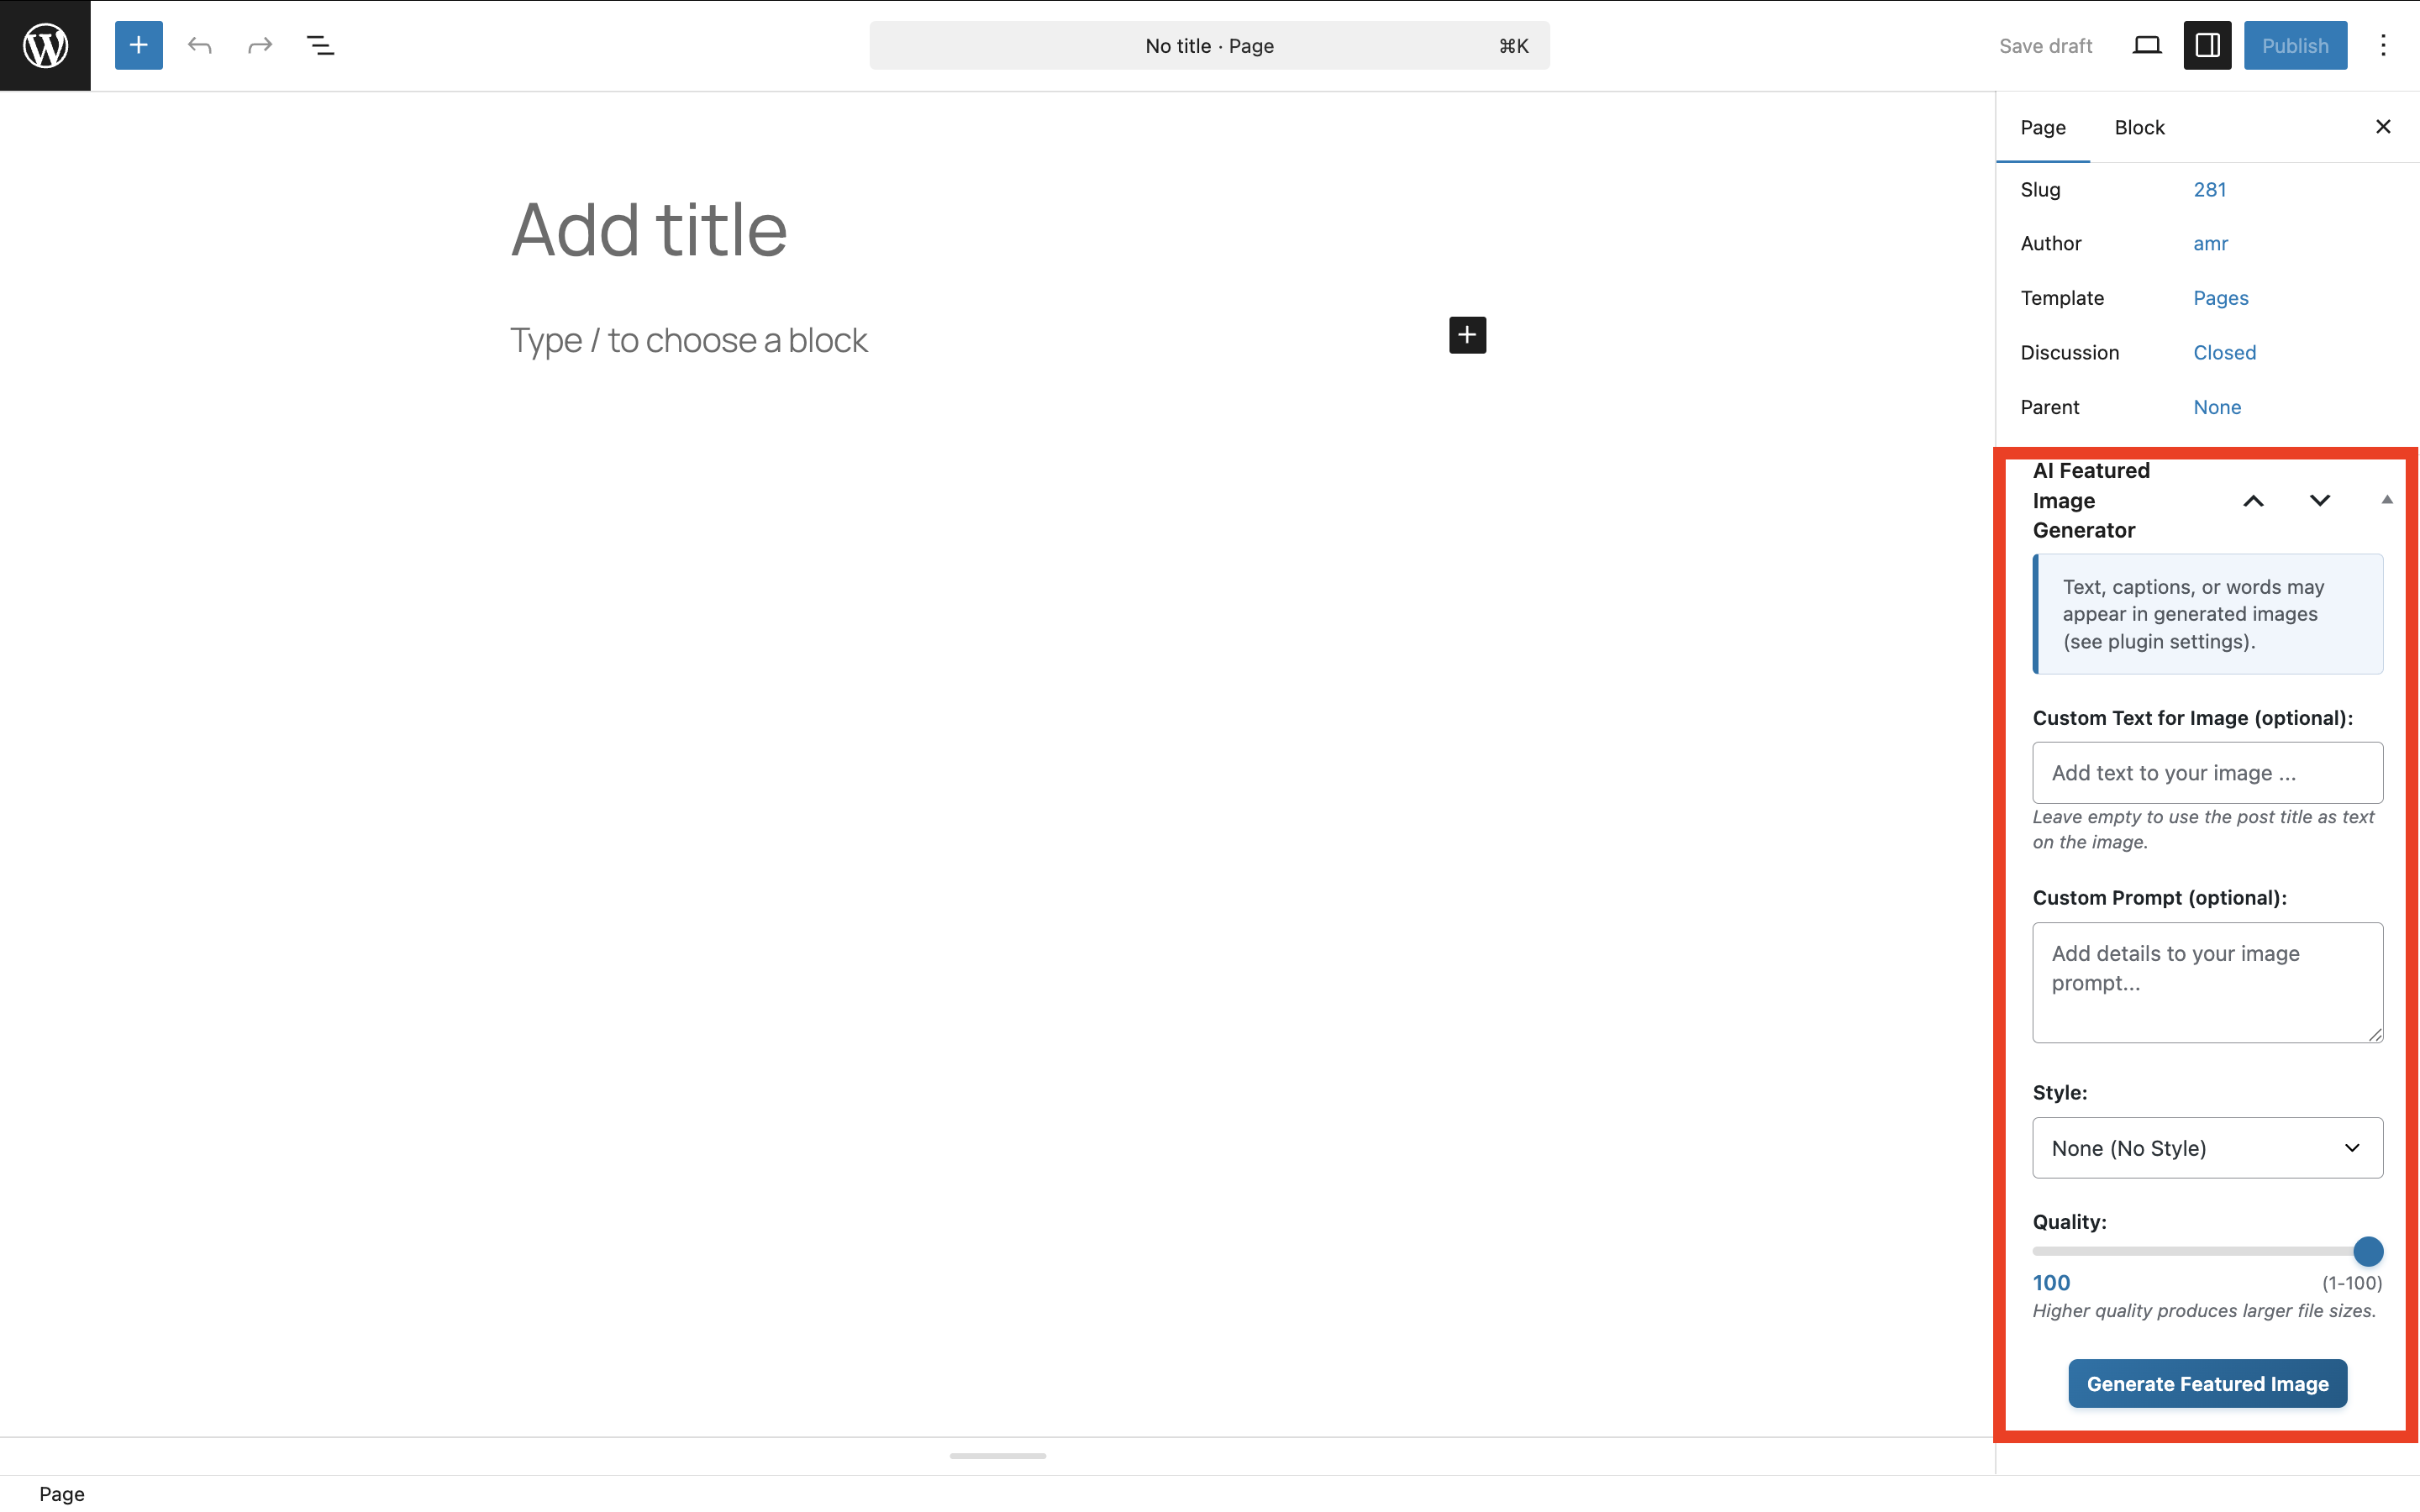 No title · Page
⌘K
Save draft
Publish
Page
Block
Add title
Type / to choose a block
Slug
281
Author
amr
Template
Pages
Discussion
Closed
Parent
None
AI Featured
Image
Generator
Text, captions, or words may
appear in generated images
(see plugin settings).
Custom Text for Image (optional):
Add text to your image ...
Leave empty to use the post title as text
on the image.
Custom Prompt (optional):
Add details to your image
prompt...
Style:
None (No Style)
Quality:
100
(1-100)
Higher quality produces larger file sizes.
Generate Featured Image
Page